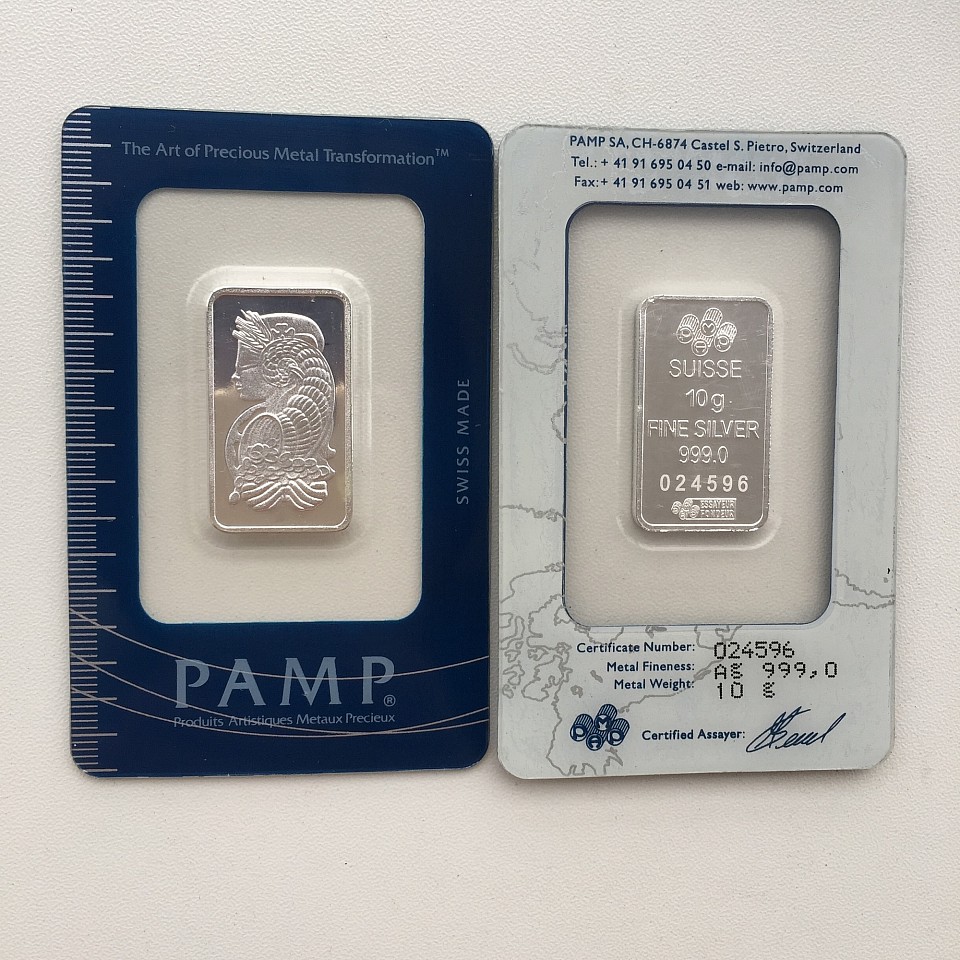 The Art of Precious Metal Transformation™
SWISS MADE
PAMP®
Produits Artistiques Metaux Precieux
PAMP SA, CH-6874 Castel S. Pietro, Switzerland
Tel.: + 41 91 695 04 50 e-mail: info@pamp.com
Fax:+ 41 91 695 04 51 web: www.pamp.com
PAMP
SUISSE
10g
FINE SILVER
999.0
024596
ESSAYEUR
FONDEUR
Certificate Number: 024596
Metal Fineness: Ag 999,0
Metal Weight: 10 g
PAMP
Certified Assayer: